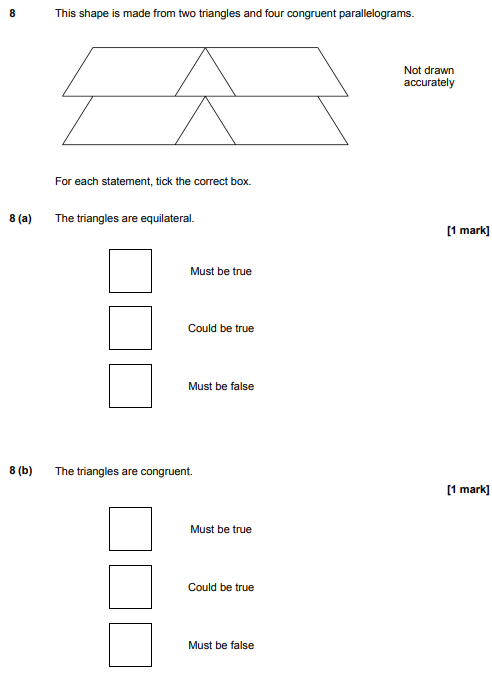 8 This shape is made from two triangles and four congruent parallelograms.
Not drawn
accurately
For each statement, tick the correct box.
8 (a) The triangles are equilateral.
[1 mark]
Must be true
Could be true
Must be false
8 (b) The triangles are congruent.
[1 mark]
Must be true
Could be true
Must be false